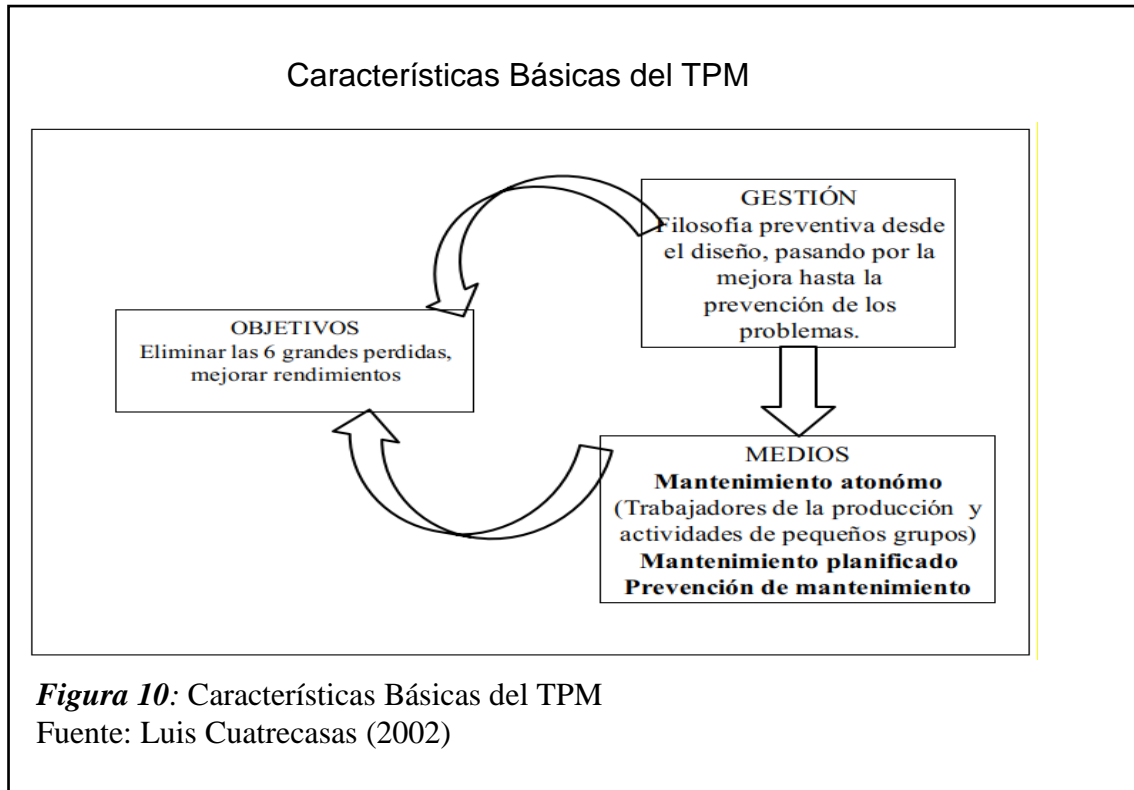 Características Básicas del TPM
GESTIÓN
Filosofía preventiva desde
el diseño, pasando por la
mejora hasta la
prevención de los
problemas.
OBJETIVOS
Eliminar las 6 grandes perdidas,
mejorar rendimientos
MEDIOS
Mantenimiento atonómo
(Trabajadores de la producción y
actividades de pequeños grupos)
Mantenimiento planificado
Prevención de mantenimiento
Figura 10: Características Básicas del TPM
Fuente: Luis Cuatrecasas (2002)